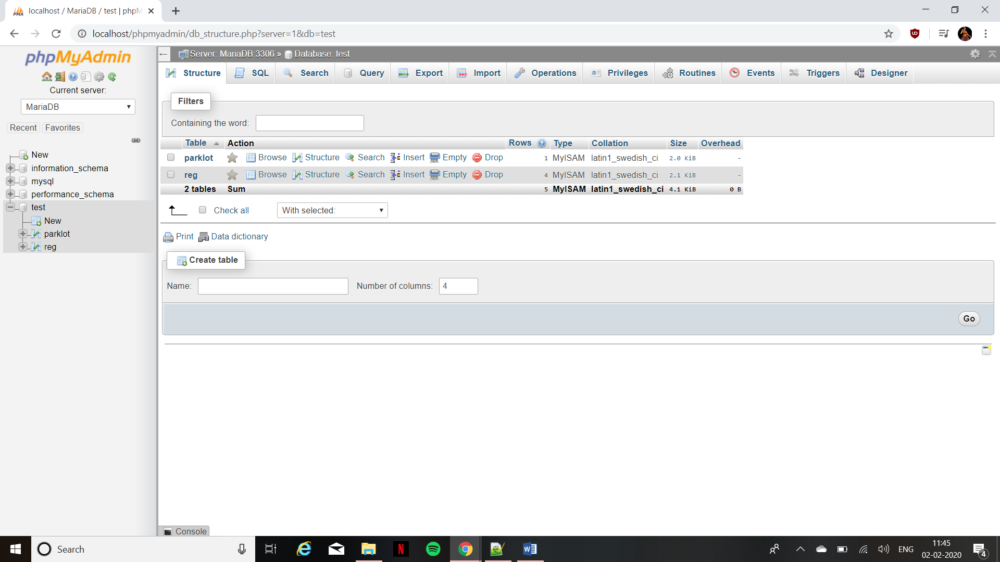 localhost / MariaDB / test | phpM
localhost/phpmyadmin/db_structure.php?server=1&db=test
phpMyAdmin
Current server:
MariaDB
Recent Favorites
New
information_schema
mysql
performance_schema
test
New
parklot
reg
Server: MariaDB:3306 » Database: test
Structure SQL Search Query Export Import Operations Privileges Routines Events Triggers Designer
Filters
Containing the word:
Table Action Rows Type Collation Size Overhead
parklot Browse Structure Search Insert Empty Drop 1 MyISAM latin1_swedish_ci 2.0 KiB -
reg Browse Structure Search Insert Empty Drop 4 MyISAM latin1_swedish_ci 2.1 KiB -
2 tables Sum 5 MyISAM latin1_swedish_ci 4.1 KiB 0 B
Check all With selected:
Print Data dictionary
Create table
Name: Number of columns: 4
Go
Console
Search
ENG
11:45
02-02-2020
4